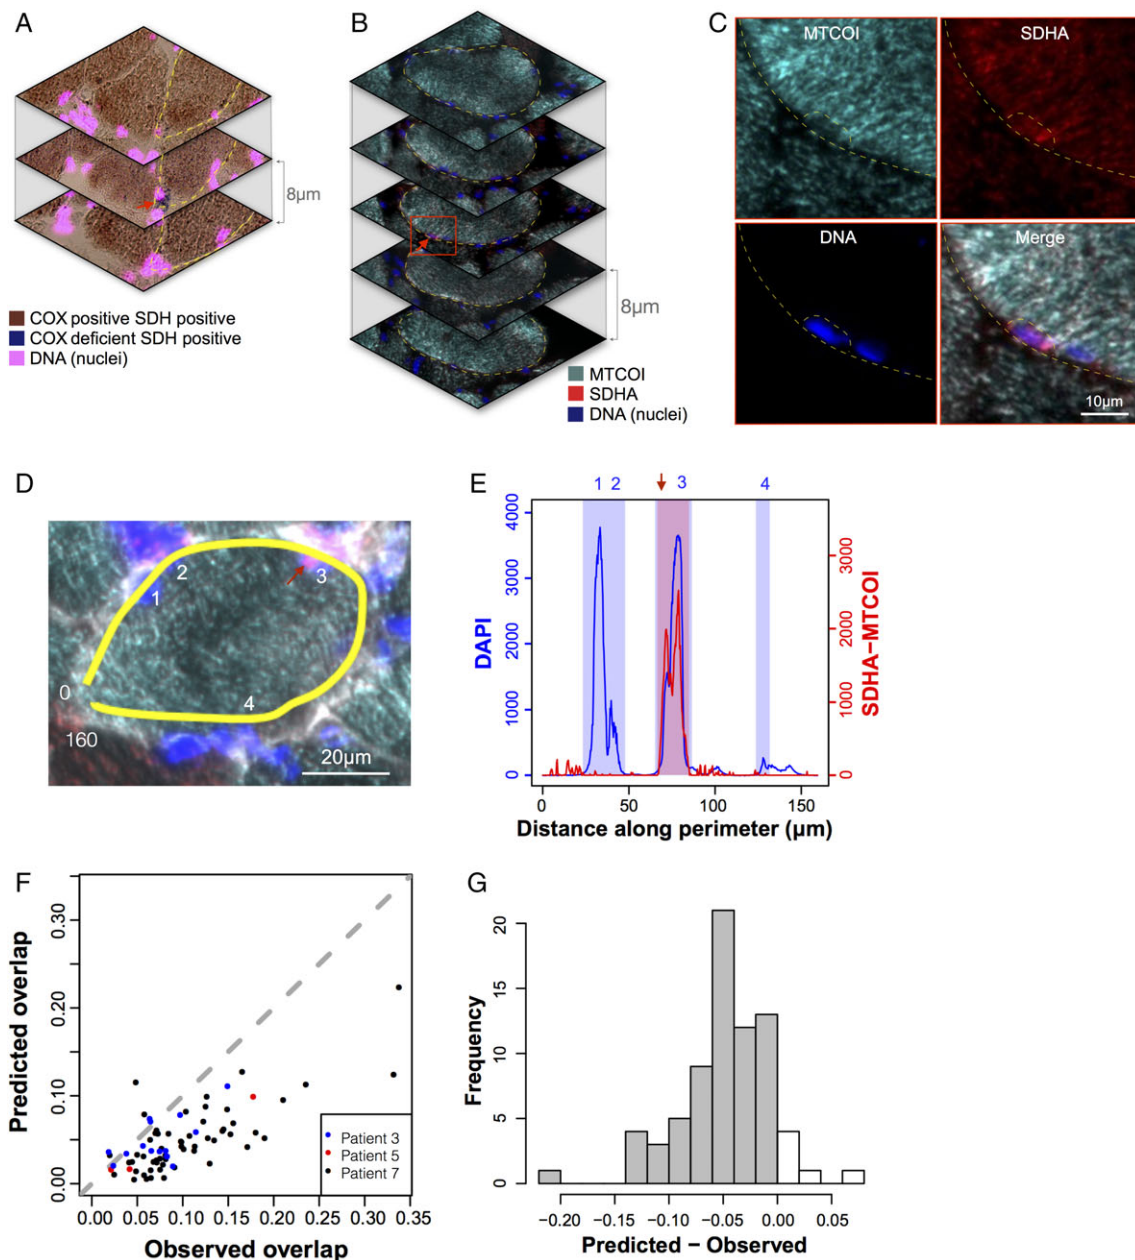 A
B
C
8µm
COX positive SDH positive
COX deficient SDH positive
DNA (nuclei)
8µm
MTCOI
SDHA
DNA (nuclei)
MTCOI
SDHA
DNA
Merge
10µm
D
1
2
3
4
0
160
20µm
E
1 2 3 4
DAPI
0 1000 2000 3000 4000
SDHA−MTCOI
0 1000 2000 3000
0 50 100 150
Distance along perimeter (µm)
F
Predicted overlap
0.00 0.10 0.20 0.30
Patient 3
Patient 5
Patient 7
0.00 0.05 0.10 0.15 0.20 0.25 0.30 0.35
Observed overlap
G
Frequency
0 5 10 15 20
−0.20 −0.15 −0.10 −0.05 0.00 0.05
Predicted − Observed